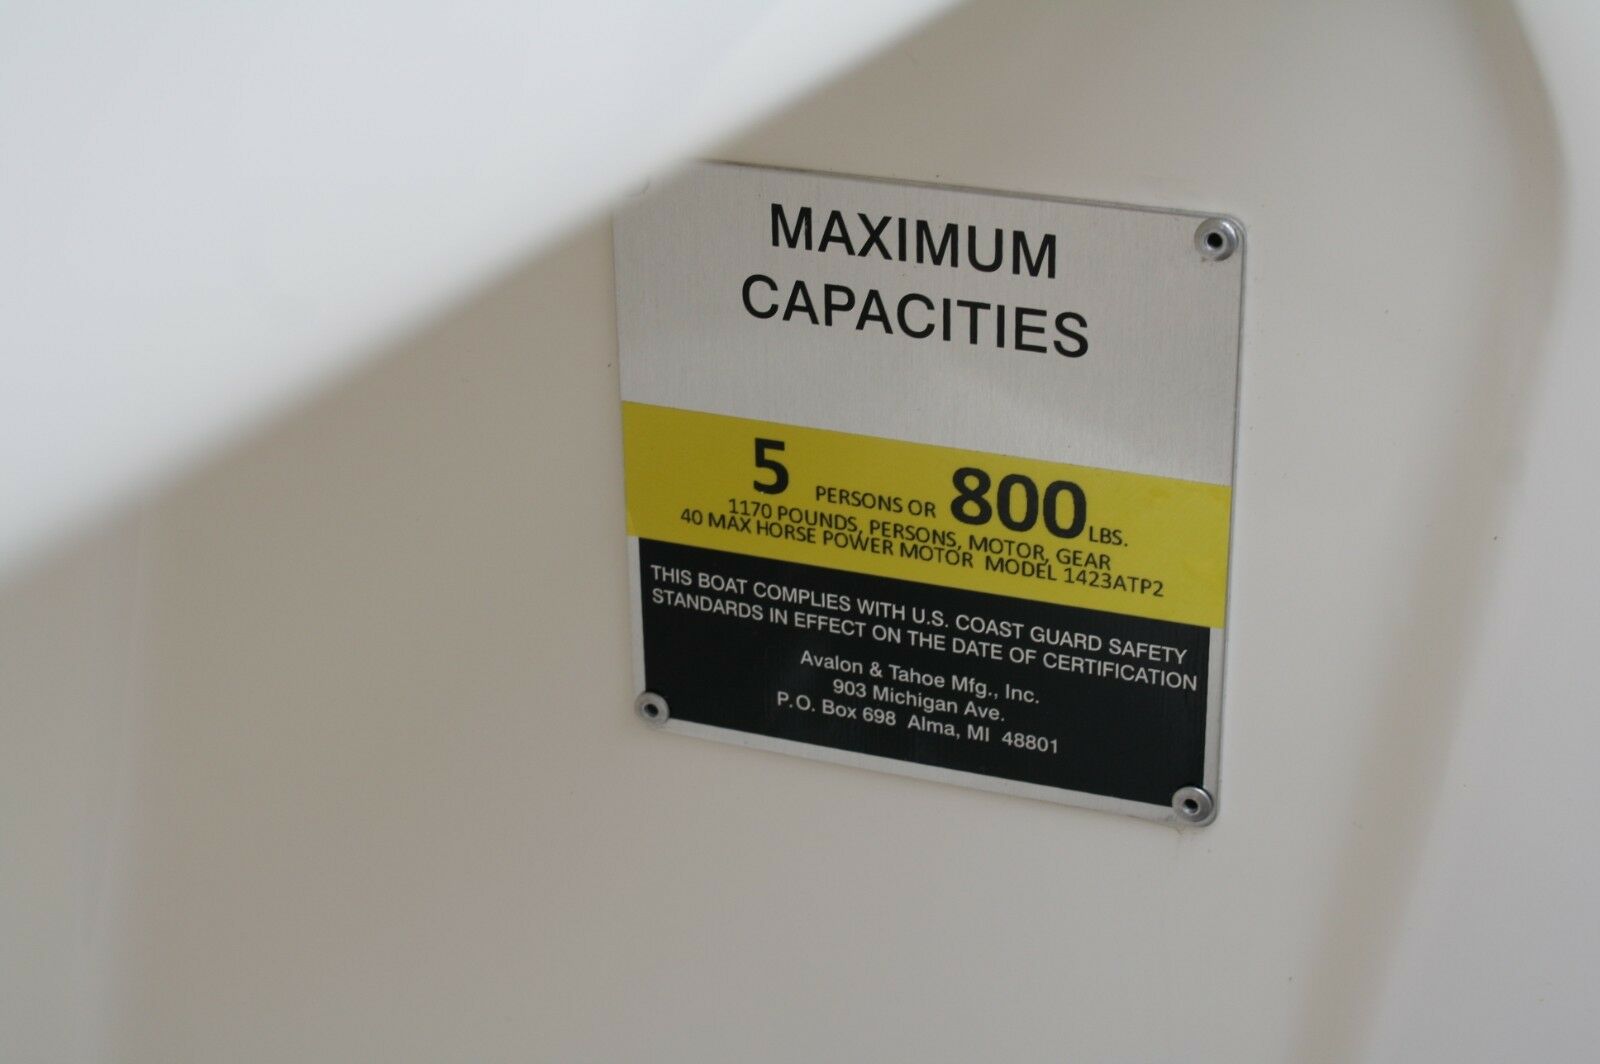 MAXIMUM
CAPACITIES
5 PERSONS OR 800 LBS.
1170 POUNDS, PERSONS, MOTOR, GEAR
40 MAX HORSE POWER MOTOR MODEL 1423ATP2
THIS BOAT COMPLIES WITH U.S. COAST GUARD SAFETY
STANDARDS IN EFFECT ON THE DATE OF CERTIFICATION
Avalon & Tahoe Mfg., Inc.
903 Michigan Ave.
P.O. Box 698 Alma, MI 48801